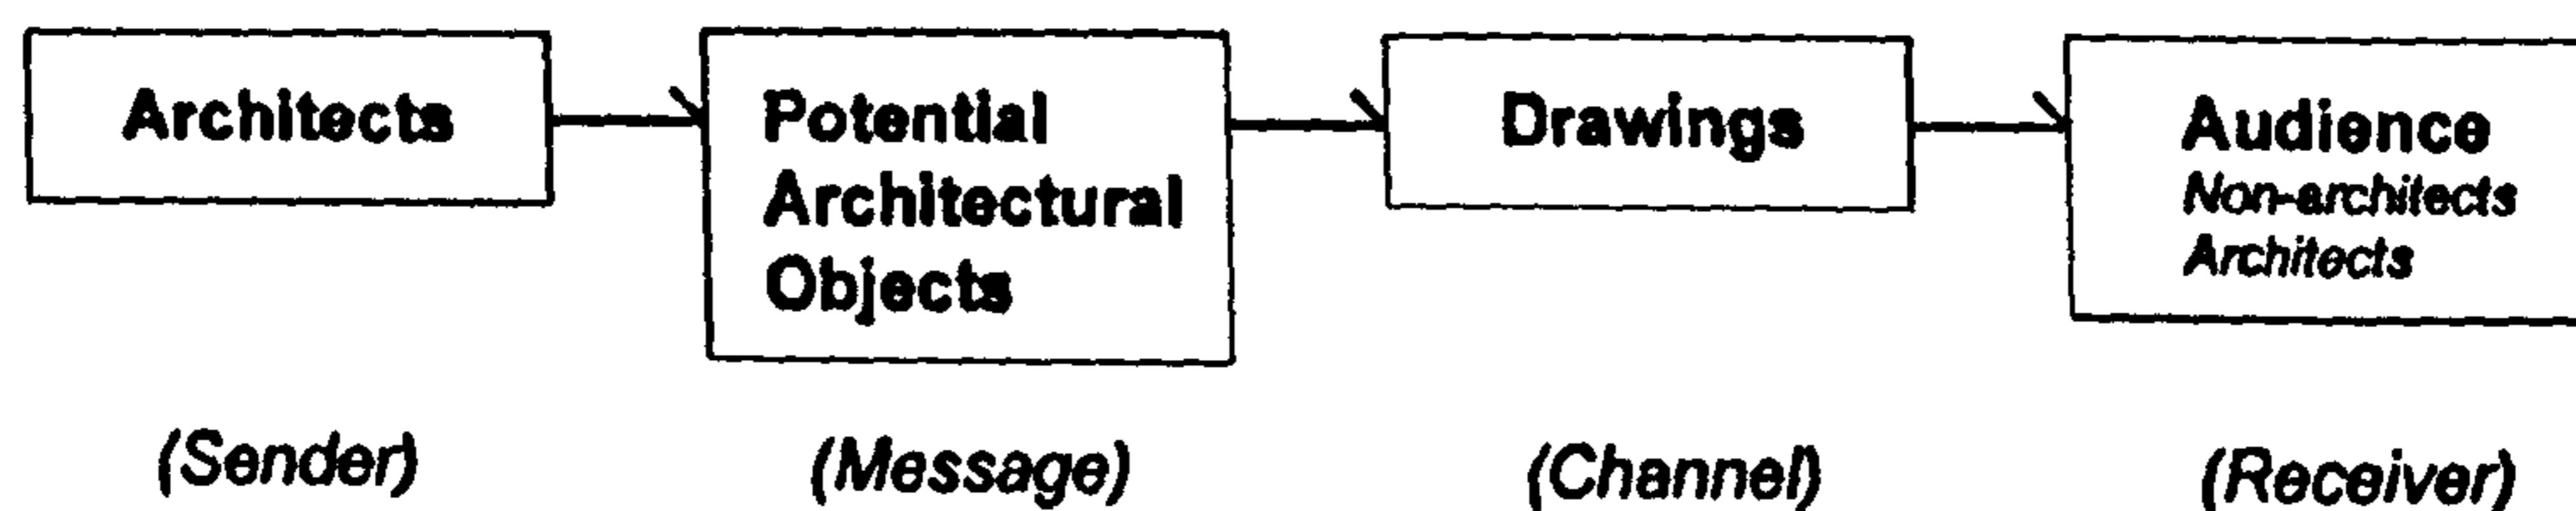 Architects
Potential
Architectural
Objects
Drawings
Audience
Non-architects
Architects
(Sender)
(Message)
(Channel)
(Receiver)